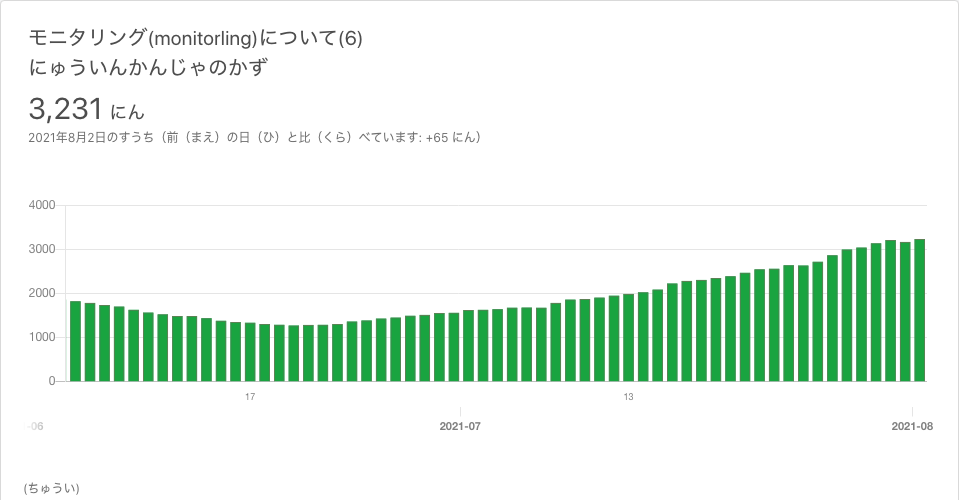 モニタリング(monitorling)について(6)
にゅういんかんじゃのかず
3,231 にん
2021年8月2日のすうち（前（まえ）の日（ひ）と比（くら）べています: +65 にん）
4000
3000
2000
1000
0
17
13
-06
2021-07
2021-08
(ちゅうい)